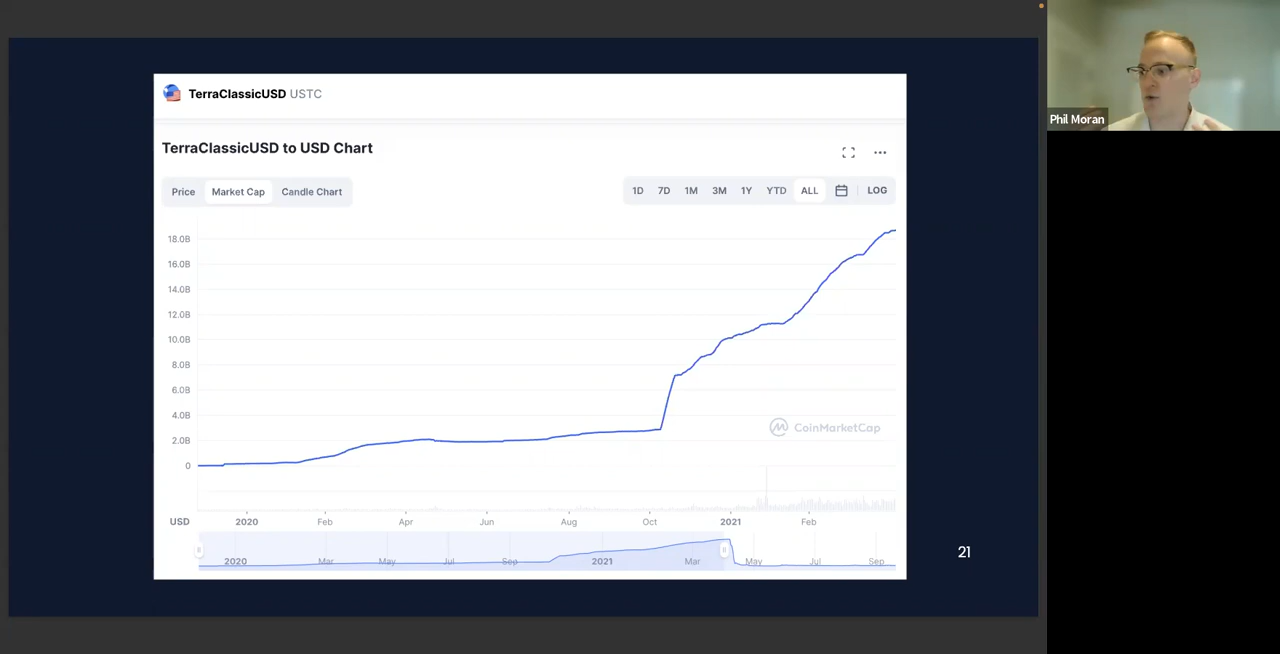 TerraClassicUSD USTC
TerraClassicUSD to USD Chart
Price Market Cap Candle Chart
1D 7D 1M 3M 1Y YTD ALL LOG
18.0B
16.0B
14.0B
12.0B
10.0B
8.0B
6.0B
4.0B
2.0B
0
CoinMarketCap
USD 2020 Feb Apr Jun Aug Oct 2021 Feb
2020 Mar May Jul Sep 2021 Mar May Jul Sep
21
Phil Moran